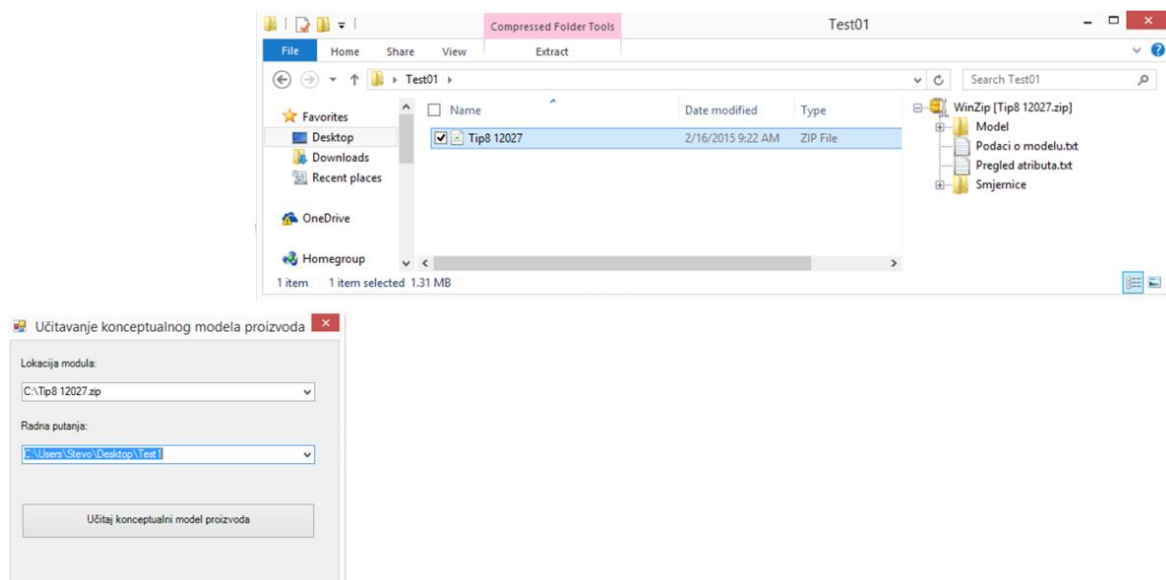 Compressed Folder Tools Test01
File Home Share View Extract
Test01 Search Test01
Favorites
Desktop
Downloads
Recent places
OneDrive
Homegroup
Name Date modified Type
Tip8 12027 2/16/2015 9:22 AM ZIP File
WinZip [Tip8 12027.zip]
Model
Podaci o modelu.txt
Pregled atributa.txt
Smjernice
1 item 1 item selected 1.31 MB
Učitavanje konceptualnog modela proizvoda
Lokacija modula:
C:\Tip8 12027.zip
Radna putanja:
C:\Users\Stevo\Desktop\Test1
Učitaj konceptualni model proizvoda